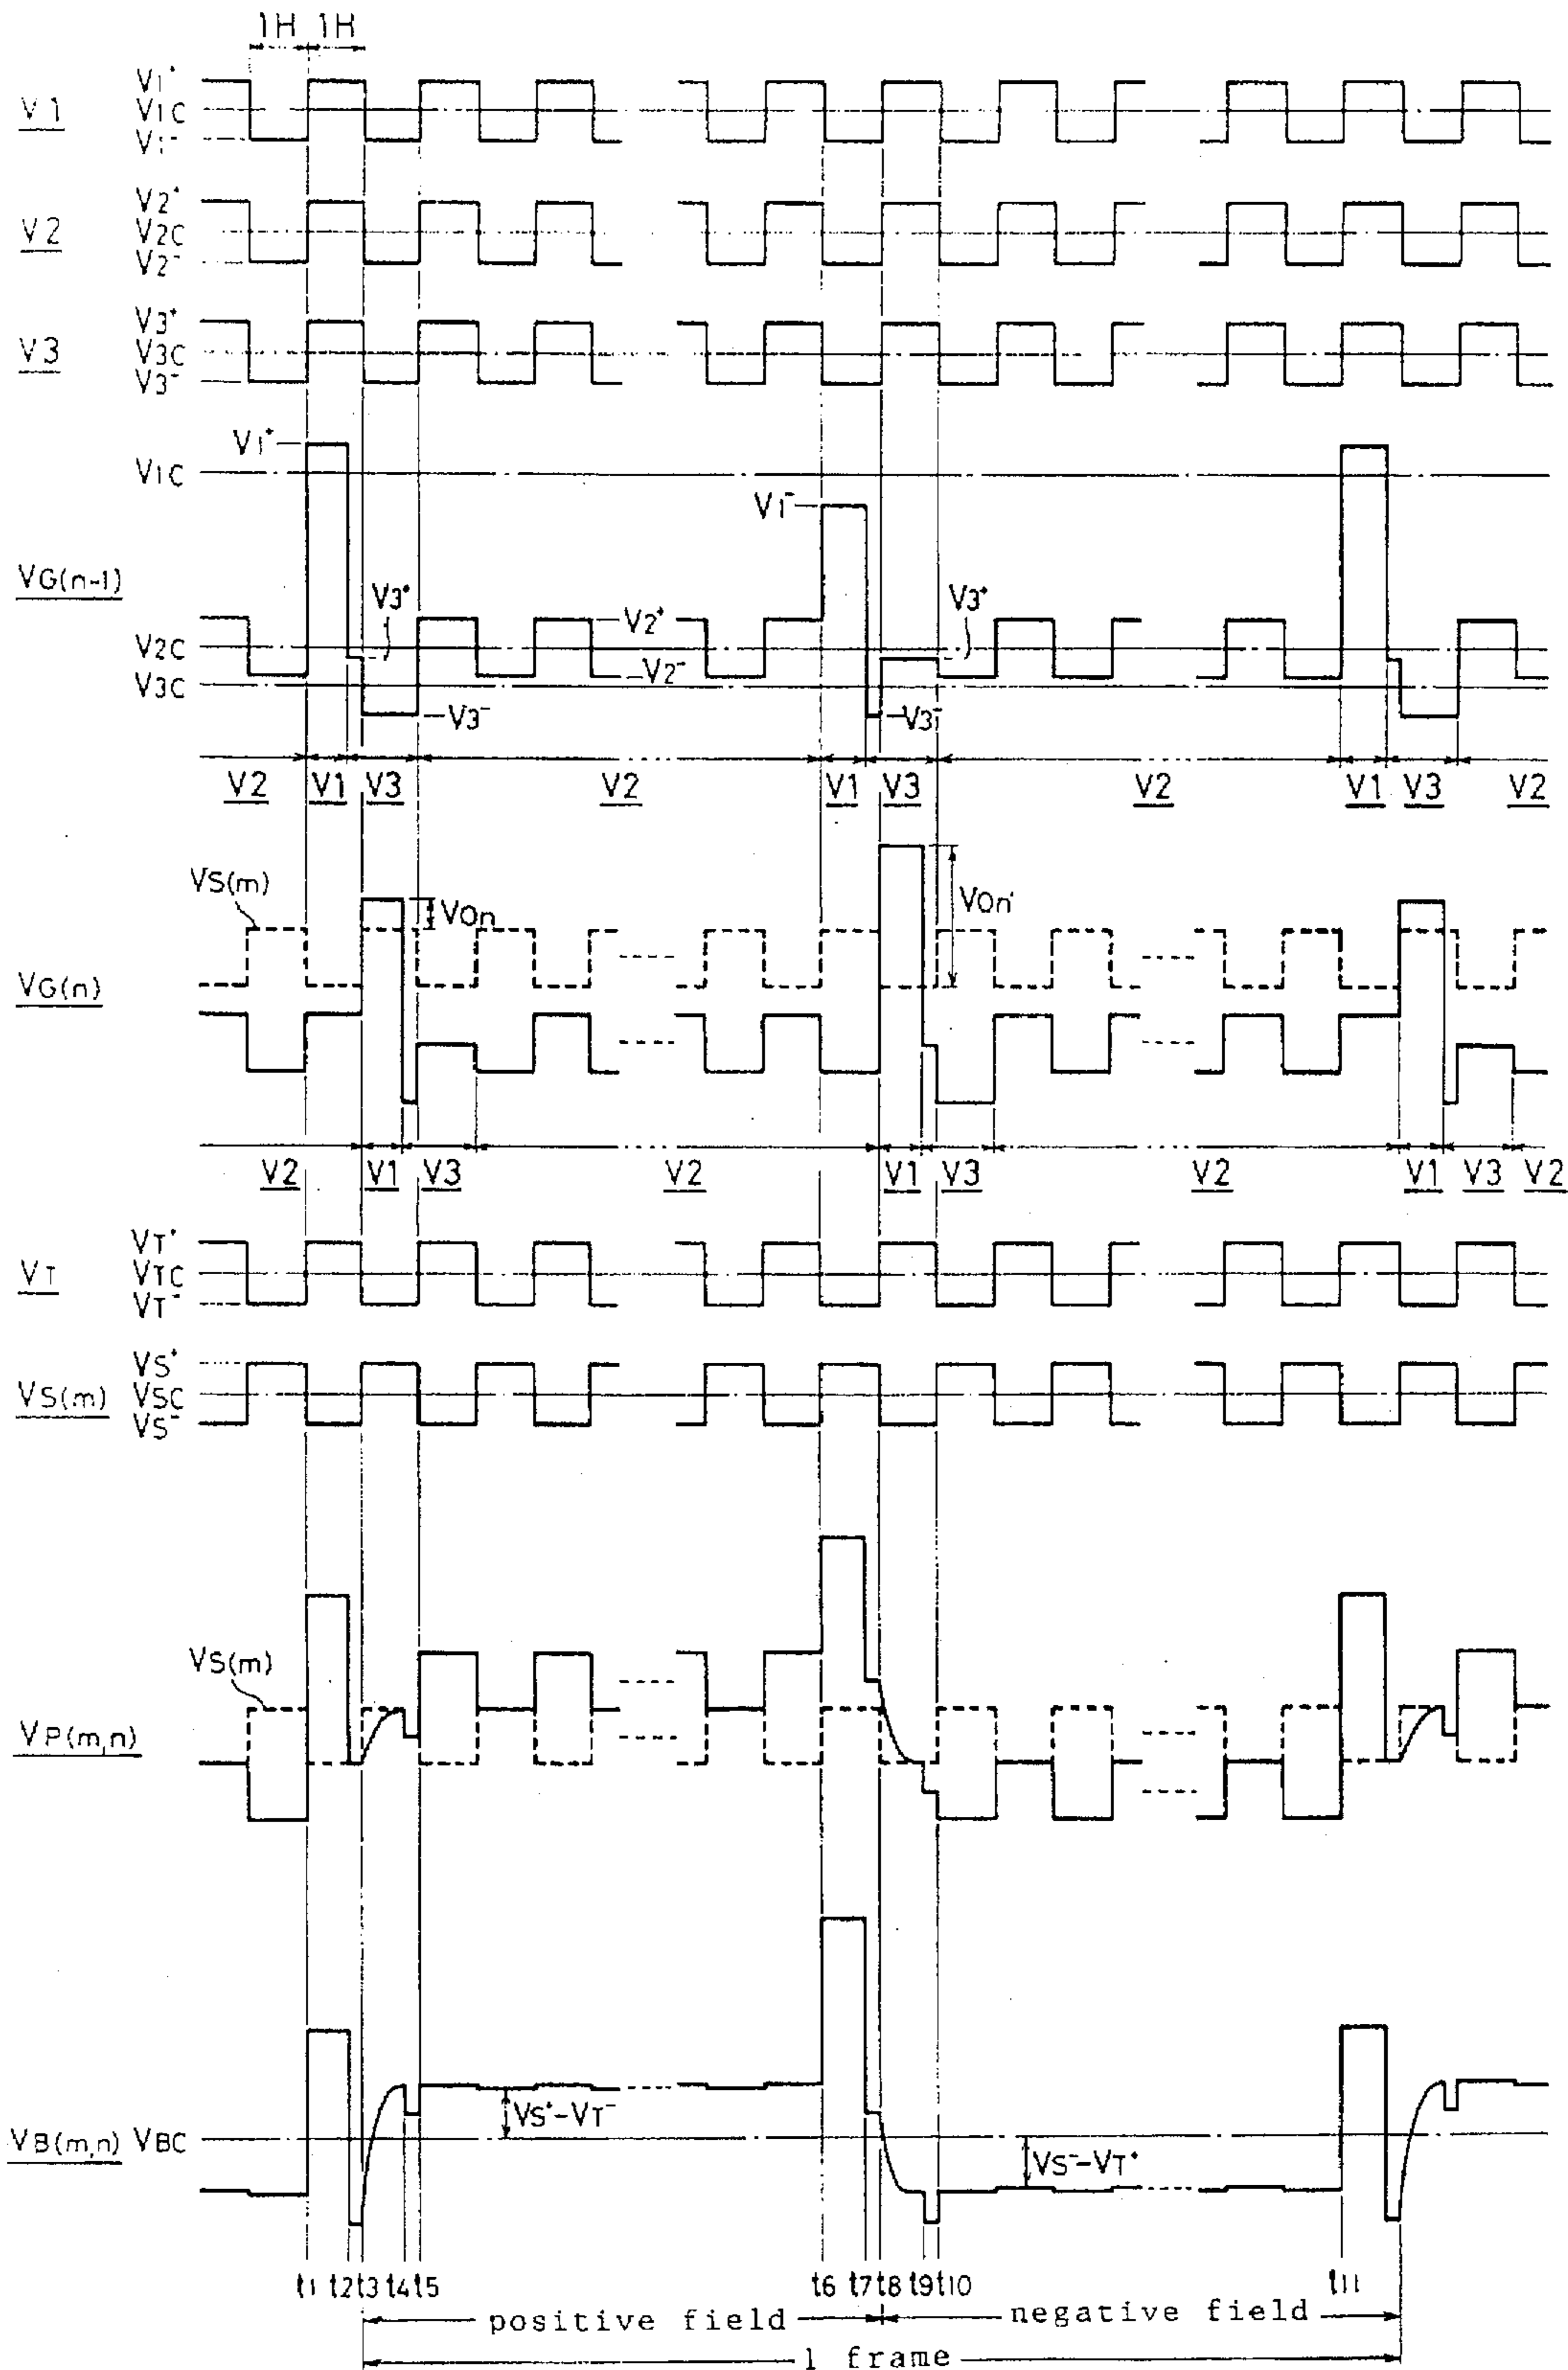 1H 1H
V1 V1+ V1C V1-
V2 V2+ V2C V2-
V3 V3+ V3C V3-
V1+
V1C
V1-
VG(n-1)
V3+ V3+
V2+
V2C
V2-
V3C
V3- V3-
V2 V1 V3 V2 V1 V3 V2 V1 V3 V2
VS(m) VOn VOn'
VG(n)
V2 V1 V3 V2 V1 V3 V2 V1 V3 V2
VT VT+ VTC VT-
VS(m) VS+ VSC VS-
VS(m)
VP(m,n)
VS+-VT-
VB(m,n) VBC
VS--VT+
t1 t2 t3 t4 t5 t6 t7 t8 t9 t10 t11
positive field negative field
1 frame